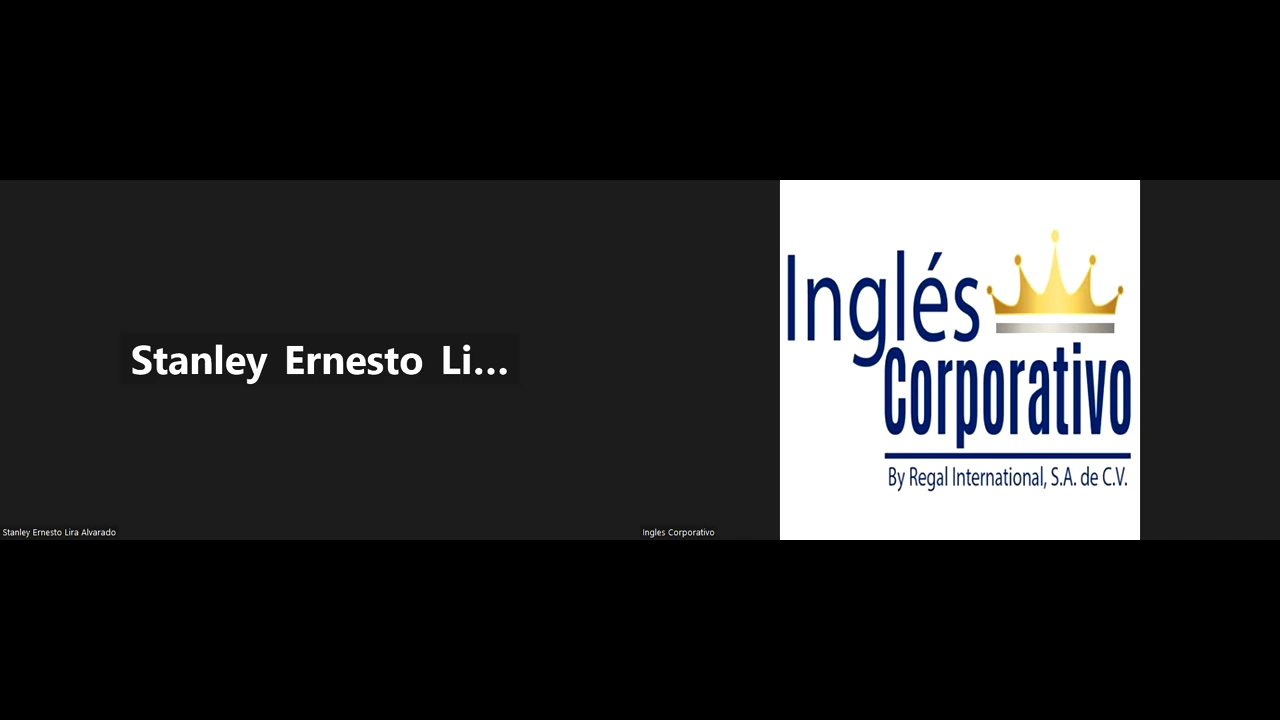 Stanley Ernesto Li...
Stanley Ernesto Lira Alvarado
Inglés
Corporativo
By Regal International, S.A. de C.V.
Ingles Corporativo